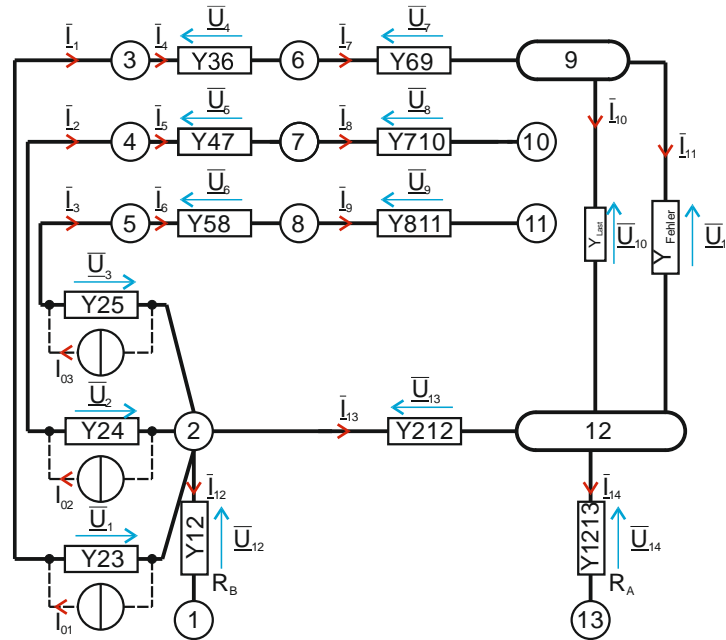 I1 3 I4 U4 Y36 6 I7 U7 Y69 9
I10 I11
I2 4 I5 U5 Y47 7 I8 U8 Y710 10
I3 5 I6 U6 Y58 8 I9 U9 Y811 11
YLast U10 YFehler U1
U3
Y25
I03
U2
Y24 2 I13 U13 Y212 12
I02
U1 I12 I14
Y23 Y12 U12 Y1213 U14
I01 RB RA
1 13